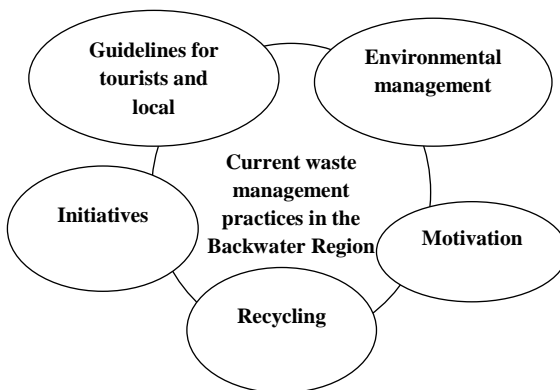 Guidelines for
tourists and
local
Environmental
management
Current waste
management
practices in the
Backwater Region
Initiatives
Motivation
Recycling